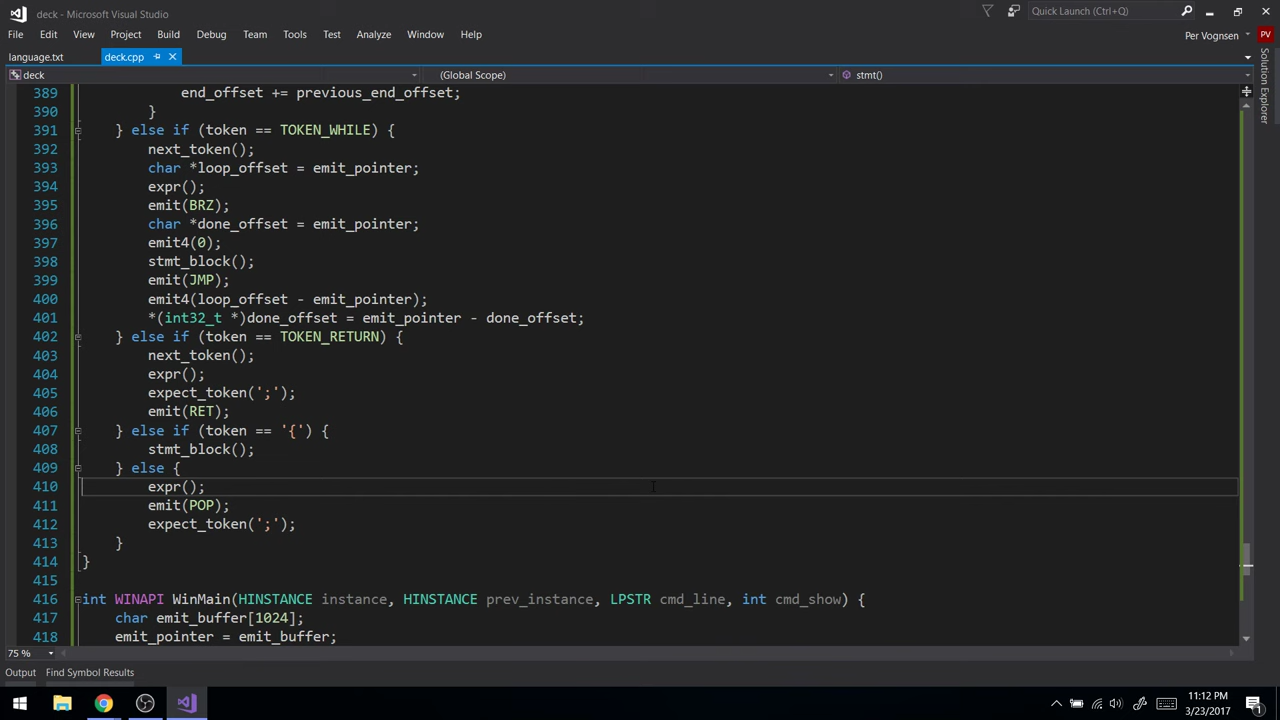 deck - Microsoft Visual Studio
Quick Launch (Ctrl+Q)
File Edit View Project Build Debug Team Tools Test Analyze Window Help
Per Vognsen PV
language.txt deck.cpp
deck (Global Scope) stmt()
Solution Explorer
389 end_offset += previous_end_offset;
390 }
391 } else if (token == TOKEN_WHILE) {
392 next_token();
393 char *loop_offset = emit_pointer;
394 expr();
395 emit(BRZ);
396 char *done_offset = emit_pointer;
397 emit4(0);
398 stmt_block();
399 emit(JMP);
400 emit4(loop_offset - emit_pointer);
401 *(int32_t *)done_offset = emit_pointer - done_offset;
402 } else if (token == TOKEN_RETURN) {
403 next_token();
404 expr();
405 expect_token(';');
406 emit(RET);
407 } else if (token == '{') {
408 stmt_block();
409 } else {
410 expr();
411 emit(POP);
412 expect_token(';');
413 }
414 }
415
416 int WINAPI WinMain(HINSTANCE instance, HINSTANCE prev_instance, LPSTR cmd_line, int cmd_show) {
417 char emit_buffer[1024];
418 emit_pointer = emit_buffer;
75 %
Output Find Symbol Results
11:12 PM
3/23/2017
1